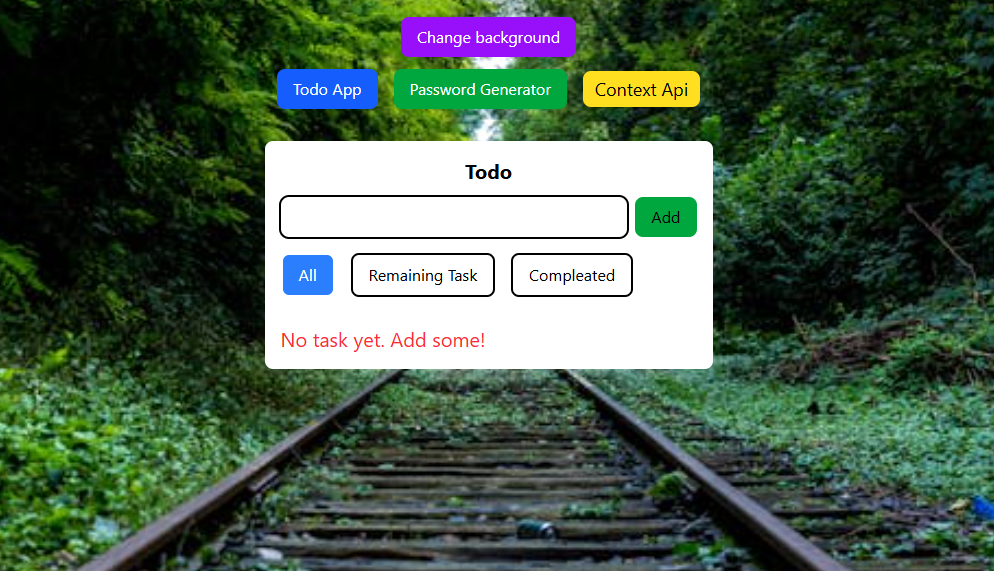 Change background
Todo App Password Generator Context Api
Todo
Add
All Remaining Task Compleated
No task yet. Add some!